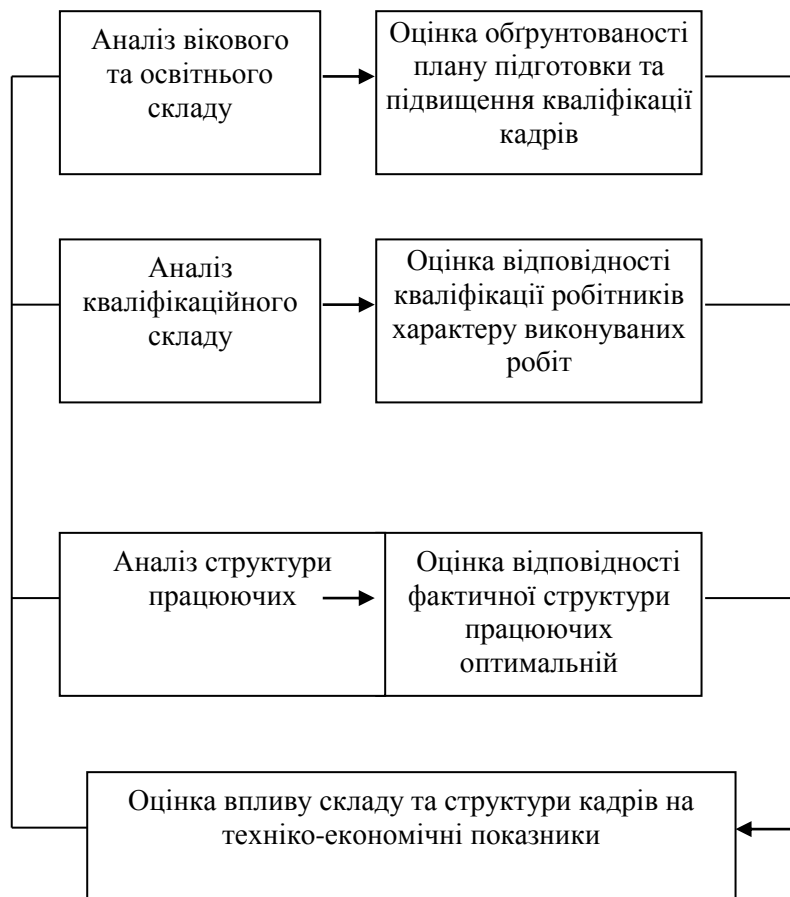 Аналіз вікового
та освітнього
складу
Оцінка обґрунтованості
плану підготовки та
підвищення кваліфікації
кадрів
Аналіз
кваліфікаційного
складу
Оцінка відповідності
кваліфікації робітників
характеру виконуваних
робіт
Аналіз структури
працюючих
Оцінка відповідності
фактичної структури
працюючих
оптимальній
Оцінка впливу складу та структури кадрів на
техніко-економічні показники